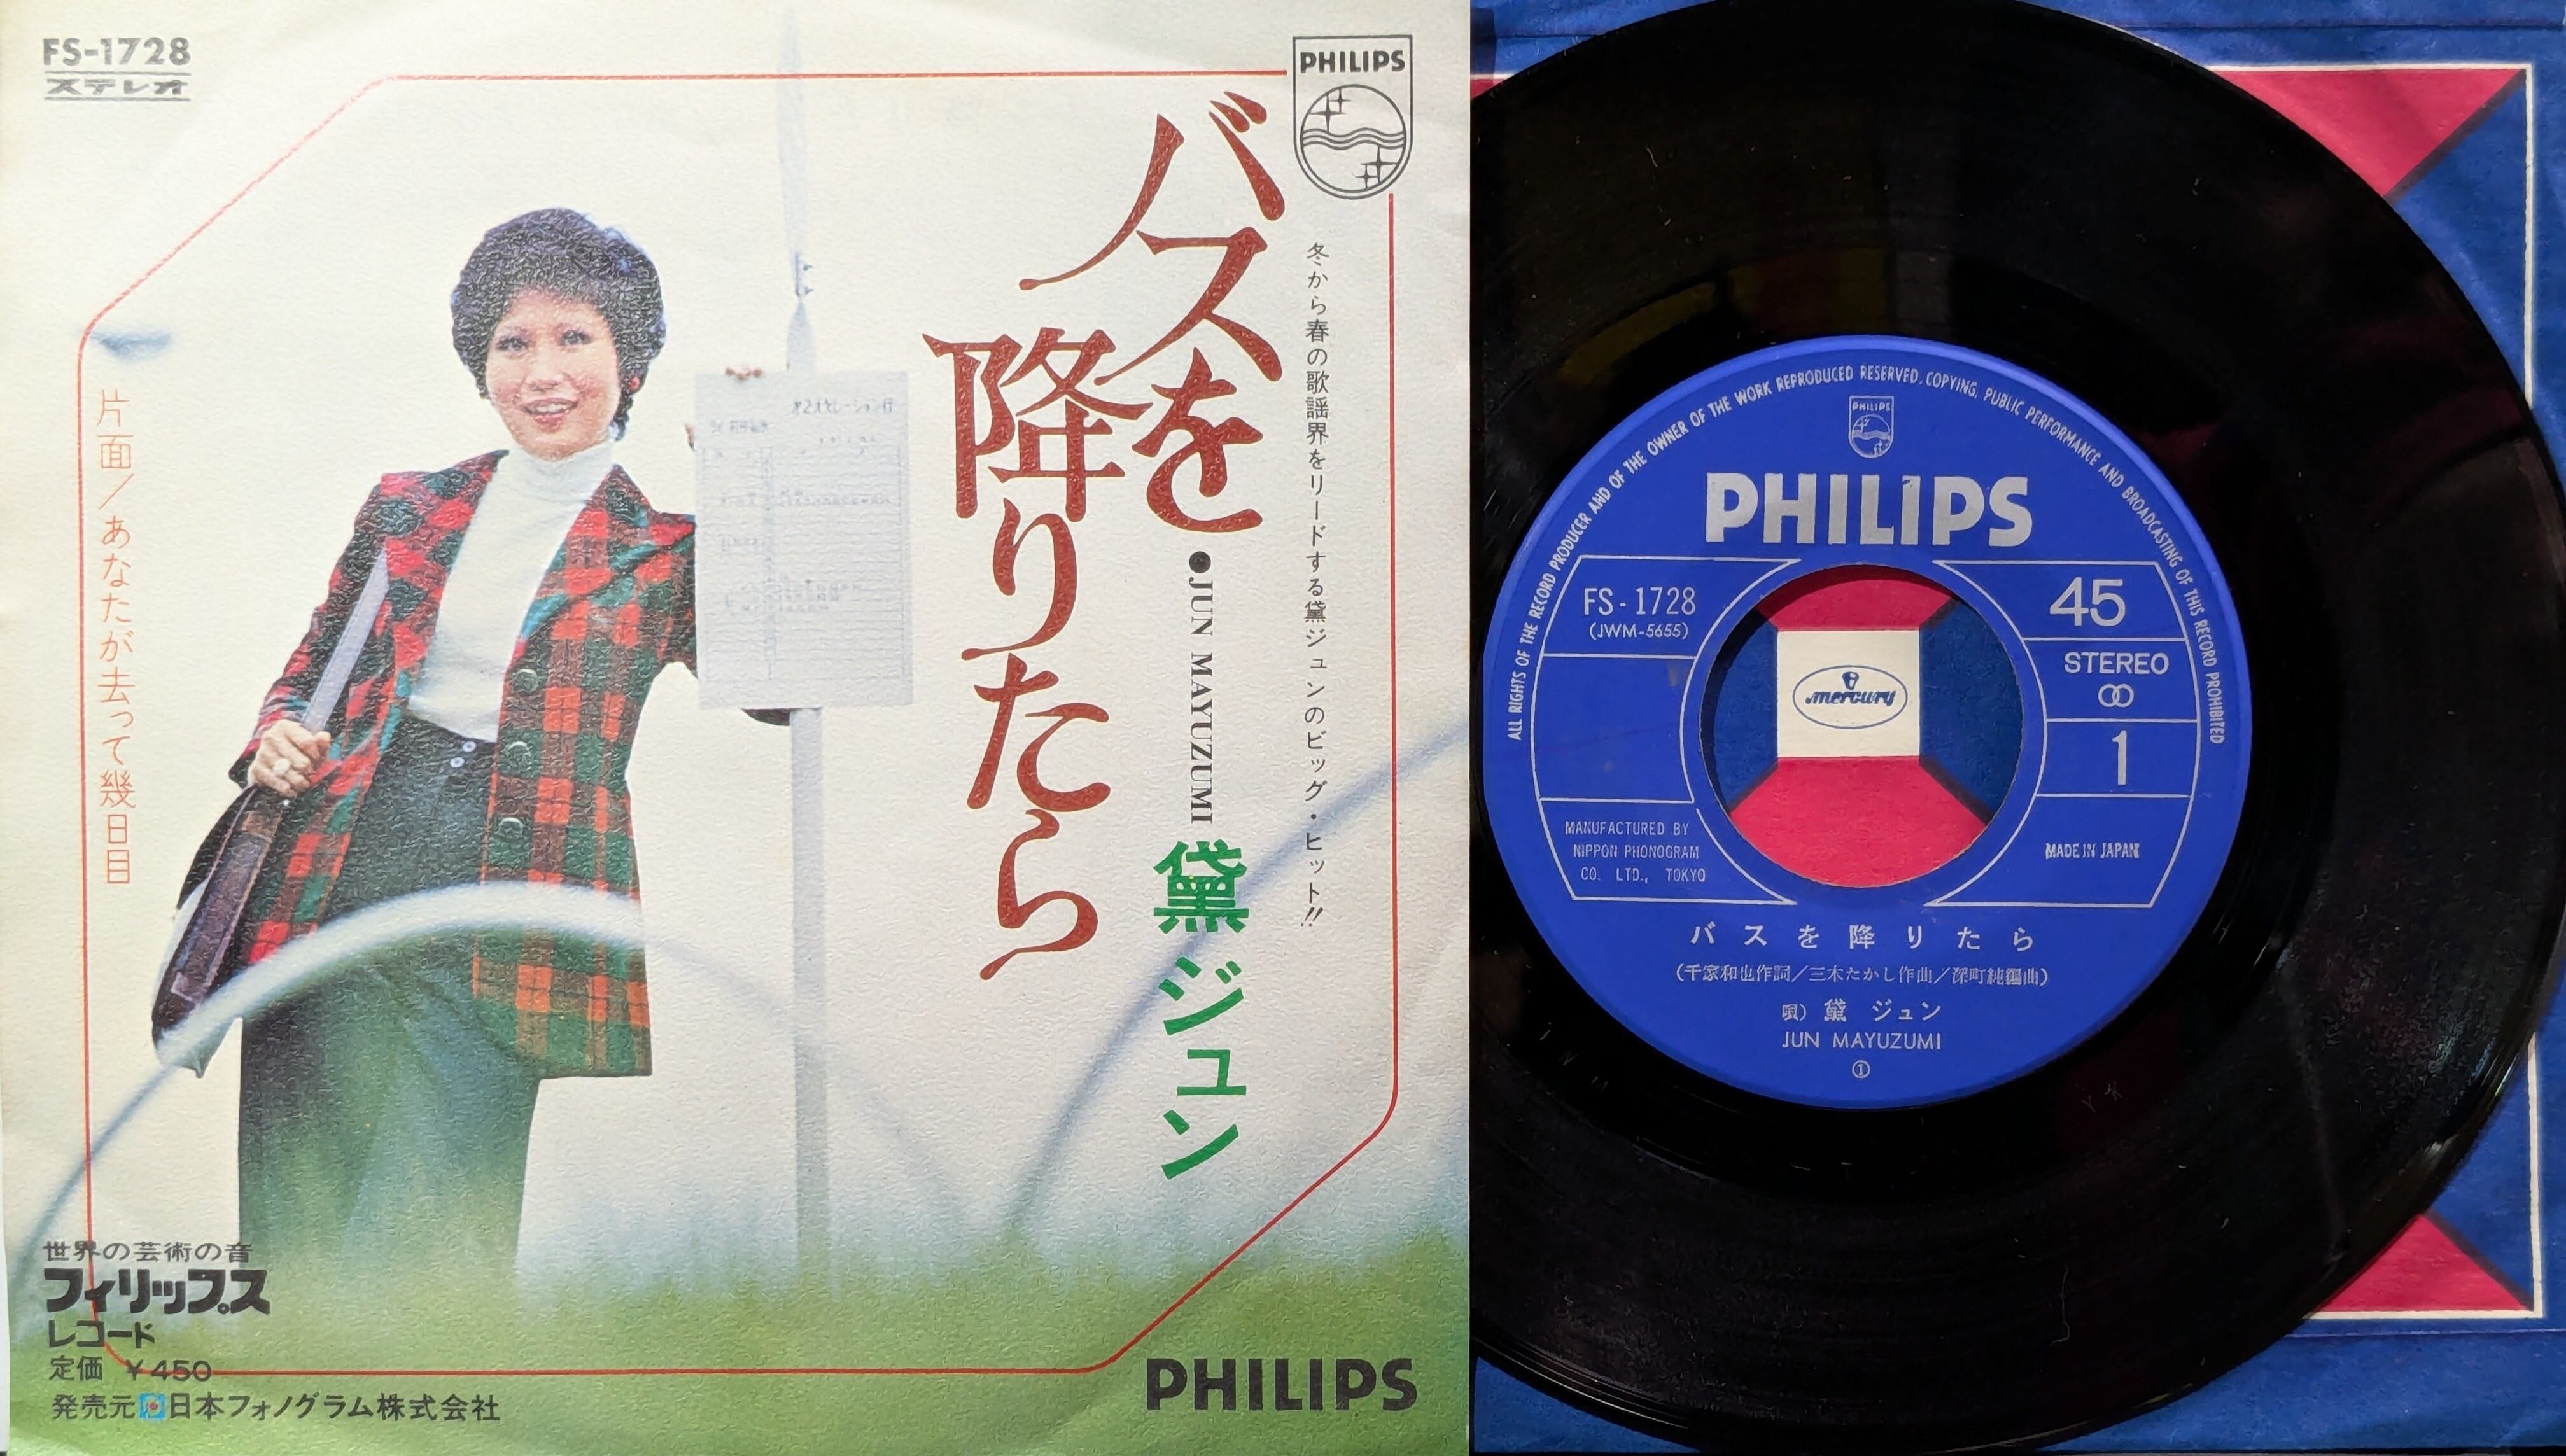 FS-1728
ステレオ
PHILIPS
冬から春の歌謡界をリードする黛ジュンのビッグ・ヒット!!
バスを
降りたら
●JUN MAYUZUMI 黛ジュン
片面/あなたが去って幾日目
世界の芸術の音
フィリップス
レコード
定価 ¥450
発売元 日本フォノグラム株式会社
PHILIPS
ALL RIGHTS OF THE RECORD PRODUCER AND OF THE OWNER OF THE WORK REPRODUCED RESERVED. COPYING, PUBLIC PERFORMANCE AND BROADCASTING OF THIS RECORD PROHIBITED
PHILIPS
PHILIPS
FS-1728
(JWM-5655)
45
STEREO
1
mercury
MANUFACTURED BY
NIPPON PHONOGRAM
CO. LTD., TOKYO
MADE IN JAPAN
バスを降りたら
(千家和也作詞/三木たかし作曲/深町純編曲)
唄) 黛 ジュン
JUN MAYUZUMI
①